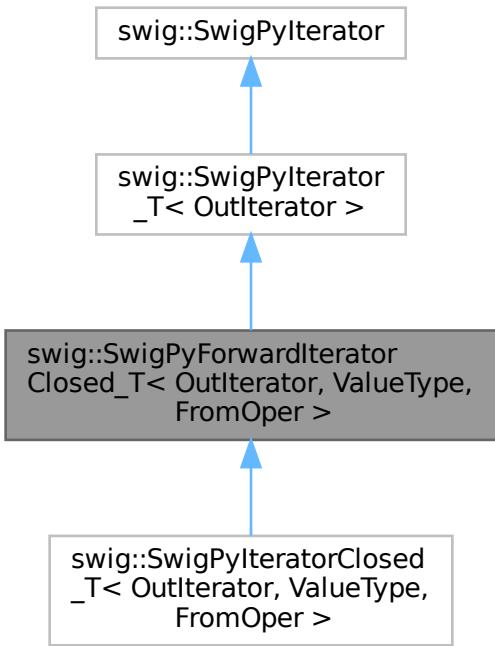 swig::SwigPyIterator
swig::SwigPyIterator
_T< OutIterator >
swig::SwigPyForwardIterator
Closed_T< OutIterator, ValueType,
FromOper >
swig::SwigPyIteratorClosed
_T< OutIterator, ValueType,
FromOper >